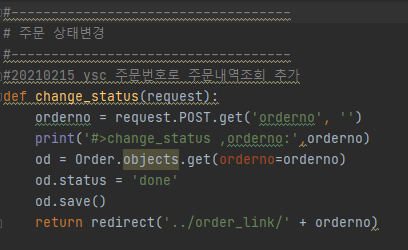 #-----------------------------------
# 주문 상태변경
#-----------------------------------
#20210215 ysc 주문번호로 주문내역조회 추가
def change_status(request):
    orderno = request.POST.get('orderno', '')
    print('#>change_status ,orderno:',orderno)
    od = Order.objects.get(orderno=orderno)
    od.status = 'done'
    od.save()
    return redirect('../order_link/' + orderno)